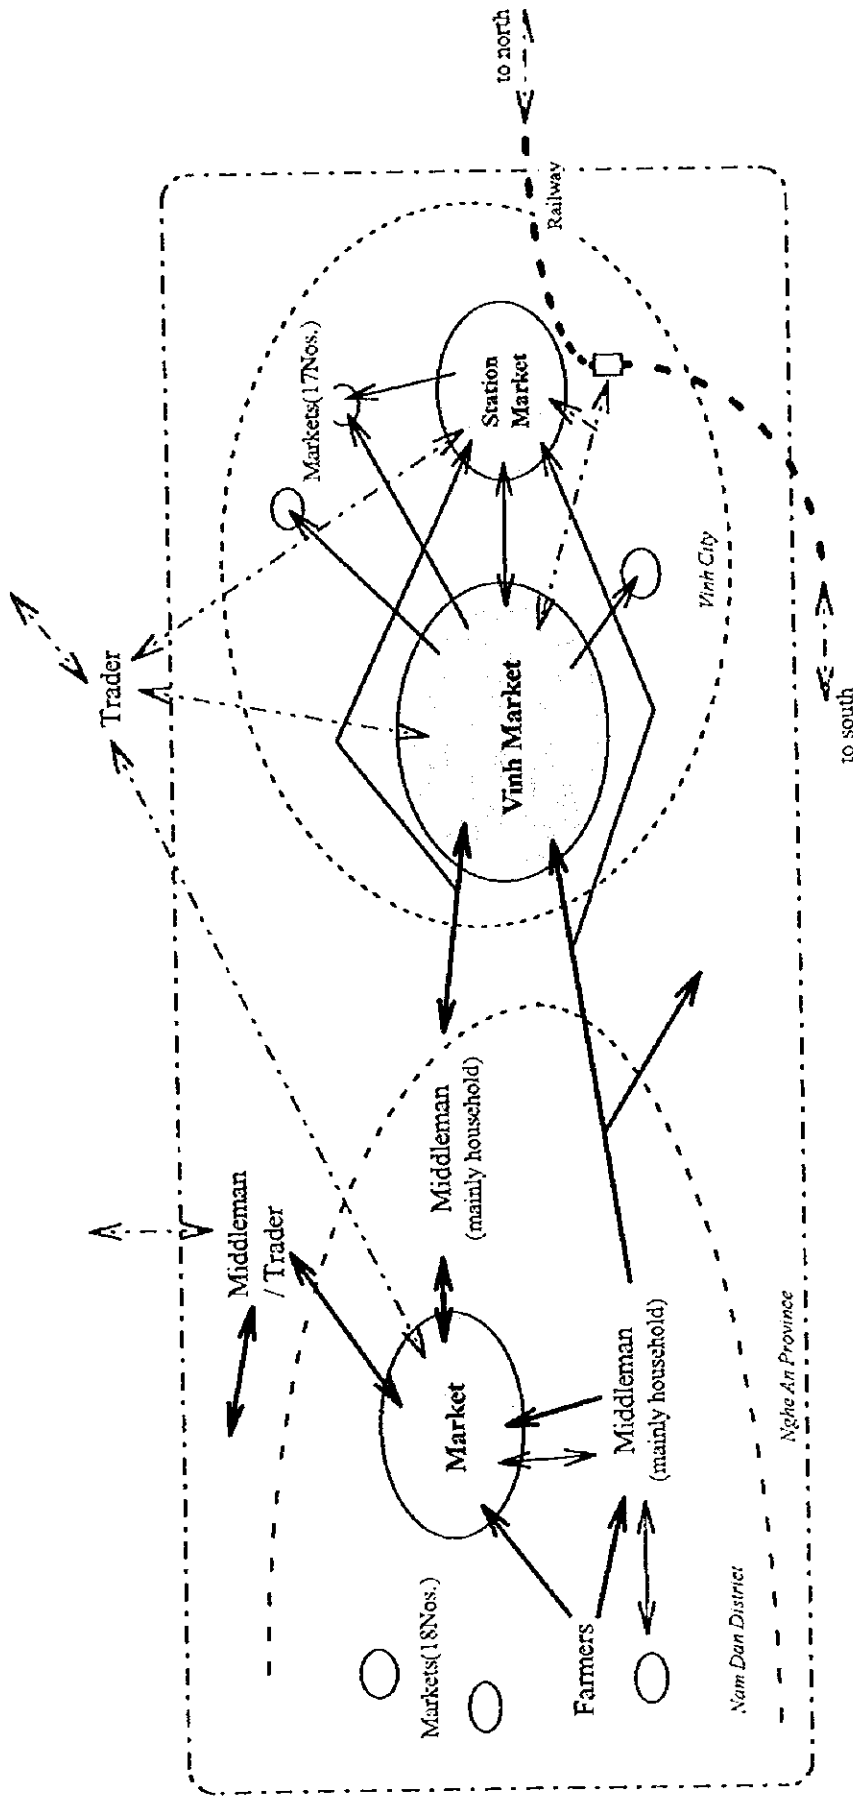 to north
Railway
Markets(17Nos.)
Station
Market
Trader
Vinh City
Vinh Market
to south
Middleman
/ Trader
Middleman
(mainly household)
Market
Middleman
(mainly household)
Nghe An Province
Markets(18Nos.)
Farmers
Nam Dan District